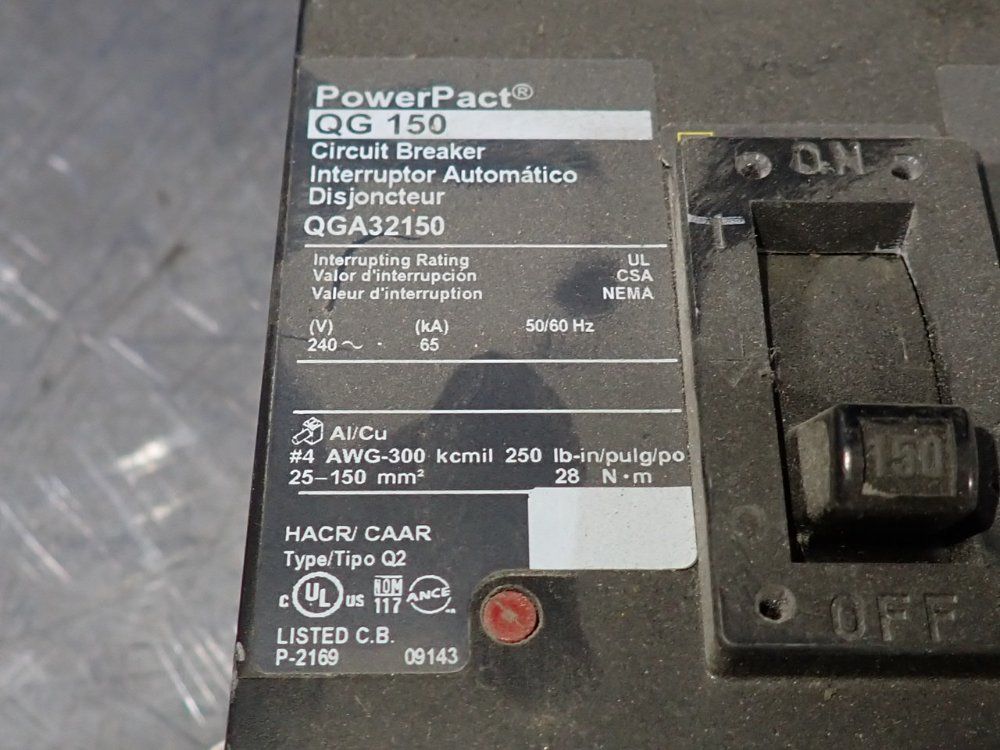 PowerPact®
QG 150
Circuit Breaker
Interruptor Automático
Disjoncteur
QGA32150
Interrupting Rating UL
Valor d'interrupción CSA
Valeur d'interruption NEMA
(V) (kA) 50/60 Hz
240 ~ 65
Al/Cu
#4 AWG-300 kcmil 250 lb-in/pulg/po
25–150 mm² 28 N·m
HACR/ CAAR
Type/Tipo Q2
c UL us NOM 117 ANCE
LISTED C.B.
P-2169 09143
ON
150
OFF